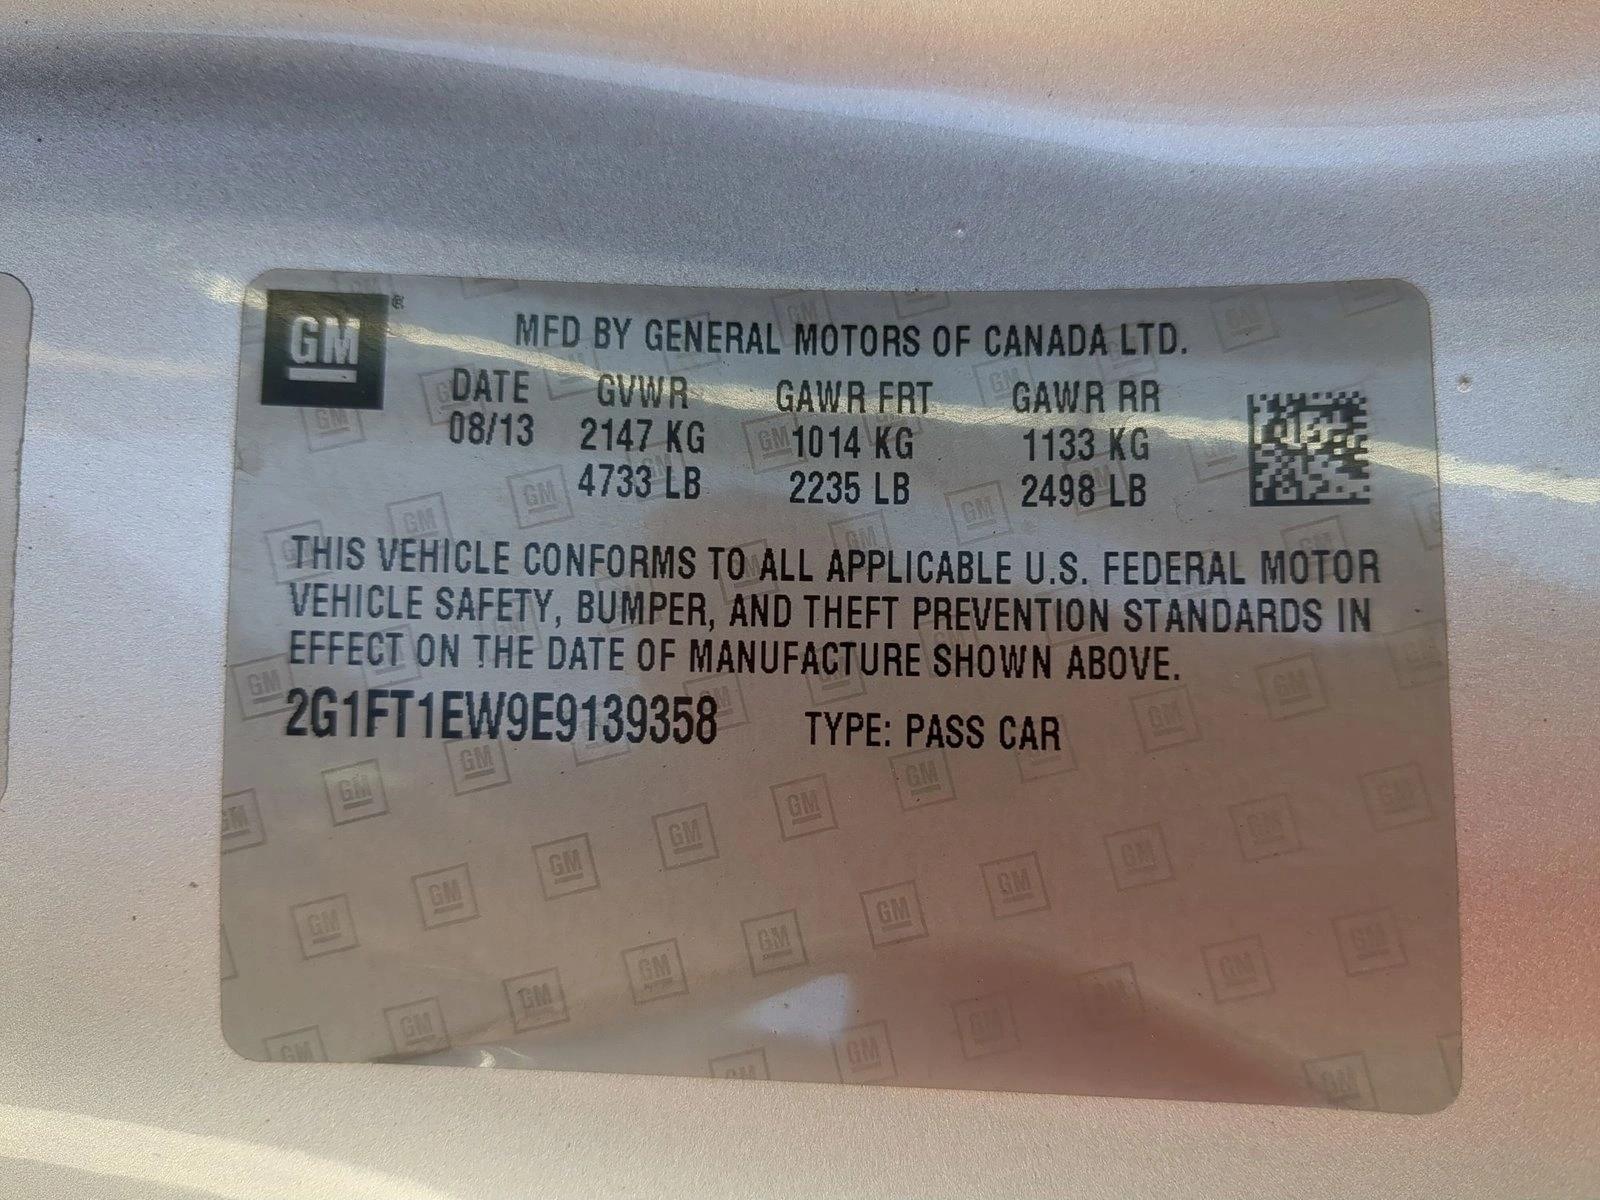 GM
MFD BY GENERAL MOTORS OF CANADA LTD.
DATE GVWR GAWR FRT GAWR RR
08/13 2147 KG 1014 KG 1133 KG
4733 LB 2235 LB 2498 LB
THIS VEHICLE CONFORMS TO ALL APPLICABLE U.S. FEDERAL MOTOR
VEHICLE SAFETY, BUMPER, AND THEFT PREVENTION STANDARDS IN
EFFECT ON THE DATE OF MANUFACTURE SHOWN ABOVE.
2G1FT1EW9E9139358 TYPE: PASS CAR